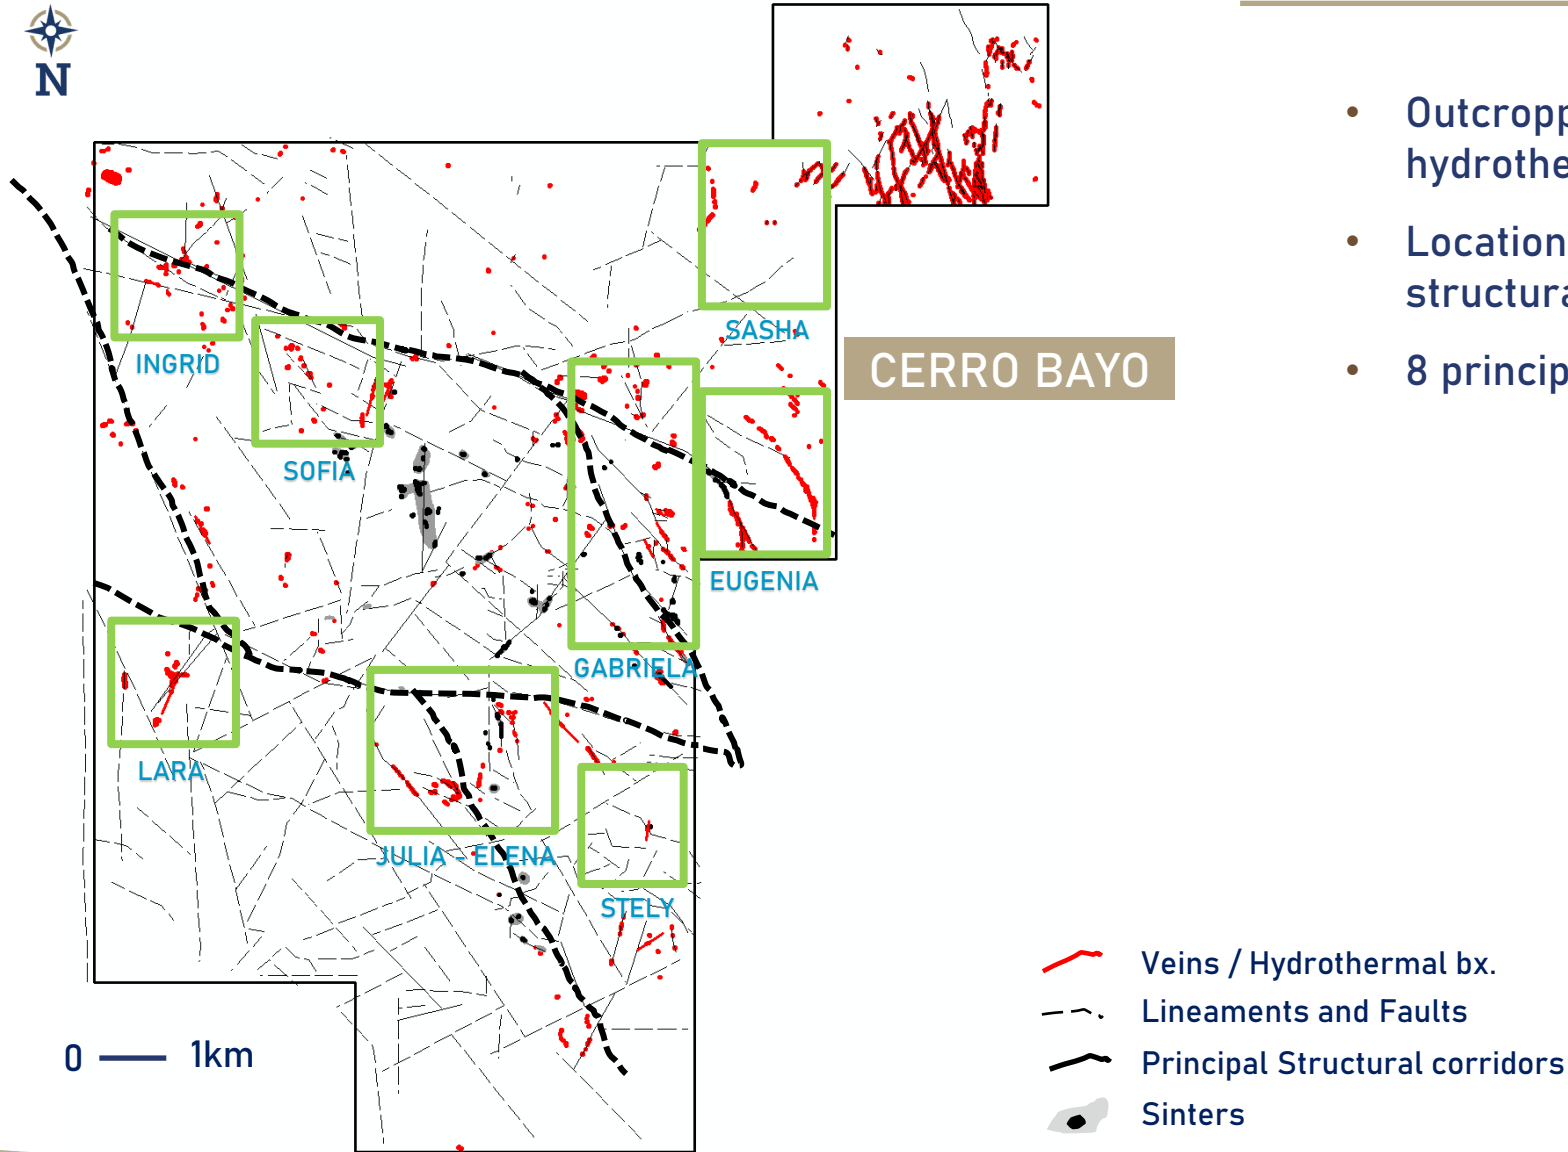 N
INGRID
SOFIA
SASHA
CERRO BAYO
EUGENIA
GABRIELA
LARA
JULIA - ELENA
STELY
0
1km
Veins / Hydrothermal bx.
Lineaments and Faults
Principal Structural corridors
Sinters
• Outcropp
hydrothe
• Location
structura
• 8 princip